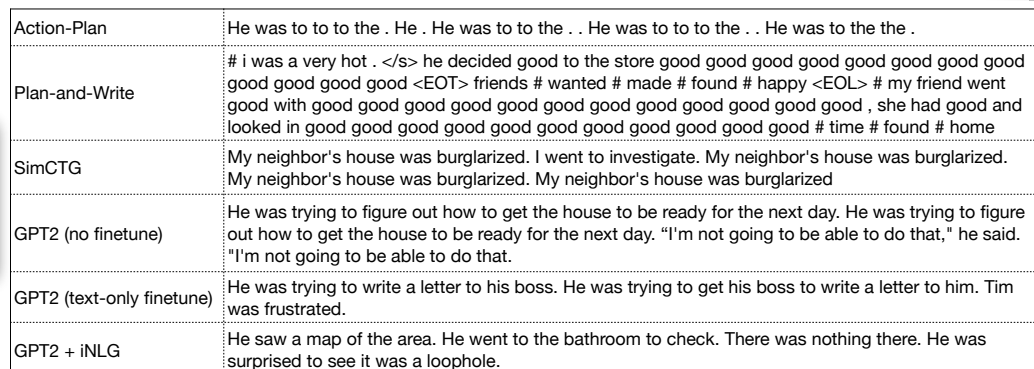 Action-Plan
He was to to to the . He . He was to to the . . He was to to to the . . He was to the the .
Plan-and-Write
# i was a very hot . </s> he decided good to the store good good good good good good good good
good good good good <EOT> friends # wanted # made # found # happy <EOL> # my friend went
good with good good good good good good good good good good good good good , she had good and
looked in good good good good good good good good good good good good # time # found # home
SimCTG
My neighbor's house was burglarized. I went to investigate. My neighbor's house was burglarized.
My neighbor's house was burglarized. My neighbor's house was burglarized
GPT2 (no finetune)
He was trying to figure out how to get the house to be ready for the next day. He was trying to figure
out how to get the house to be ready for the next day. “I'm not going to be able to do that," he said.
"I'm not going to be able to do that.
GPT2 (text-only finetune)
He was trying to write a letter to his boss. He was trying to get his boss to write a letter to him. Tim
was frustrated.
GPT2 + iNLG
He saw a map of the area. He went to the bathroom to check. There was nothing there. He was
surprised to see it was a loophole.